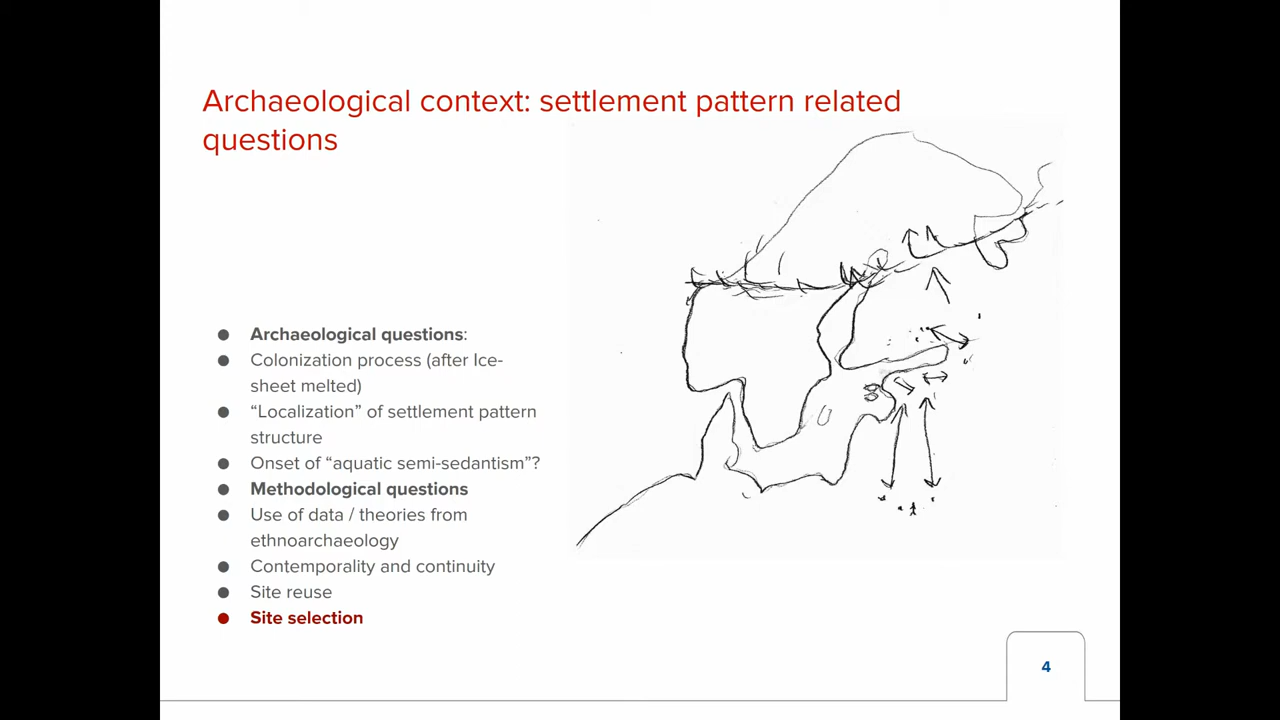 Archaeological context: settlement pattern related
questions
● Archaeological questions:
● Colonization process (after Ice-
sheet melted)
● “Localization” of settlement pattern
structure
● Onset of “aquatic semi-sedantism”?
● Methodological questions
● Use of data / theories from
ethnoarchaeology
● Contemporality and continuity
● Site reuse
● Site selection
4